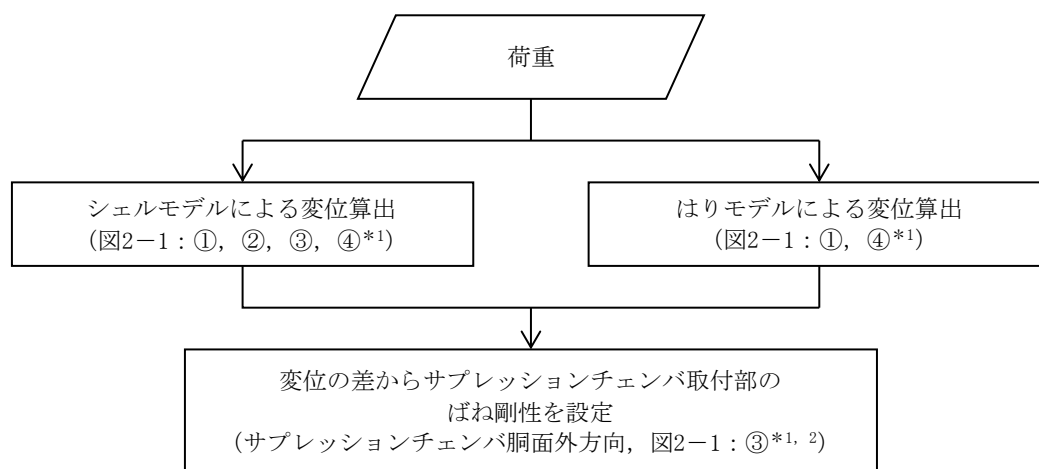 荷重
シェルモデルによる変位算出
（図2－1：①，②，③，④*1）
はりモデルによる変位算出
（図2－1：①，④*1）
変位の差からサプレッションチェンバ取付部の
ばね剛性を設定
（サプレッションチェンバ胴面外方向，図2－1：③*1, 2）